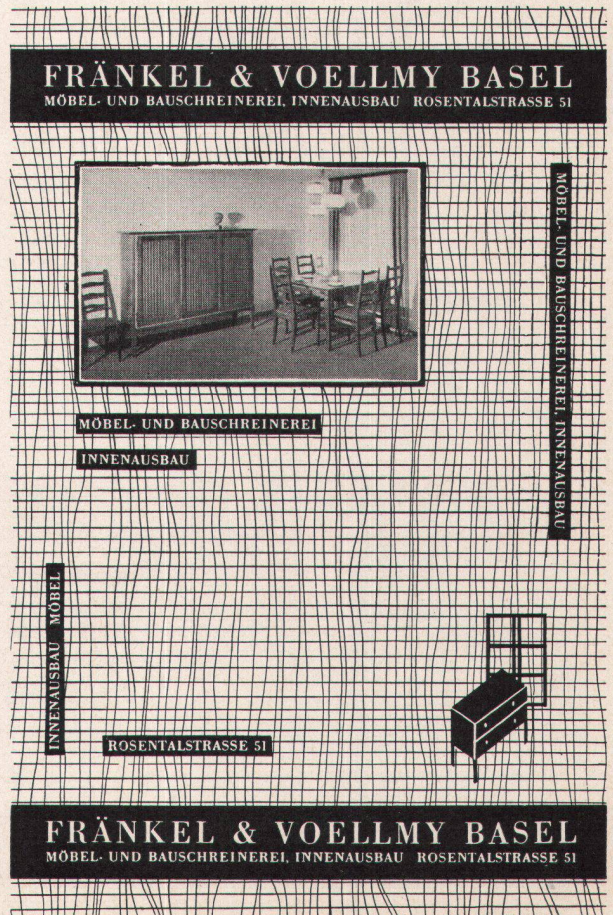 FRÄNKEL & VOELLMY BASEL
MÖBEL- UND BAUSCHREINEREI, INNENAUSBAU ROSENTALSTRASSE 51
MÖBEL- UND BAUSCHREINEREI, INNENAUSBAU
MÖBEL- UND BAUSCHREINEREI
INNENAUSBAU
INNENAUSBAU MÖBEL
ROSENTALSTRASSE 51
FRÄNKEL & VOELLMY BASEL
MÖBEL- UND BAUSCHREINEREI, INNENAUSBAU ROSENTALSTRASSE 51